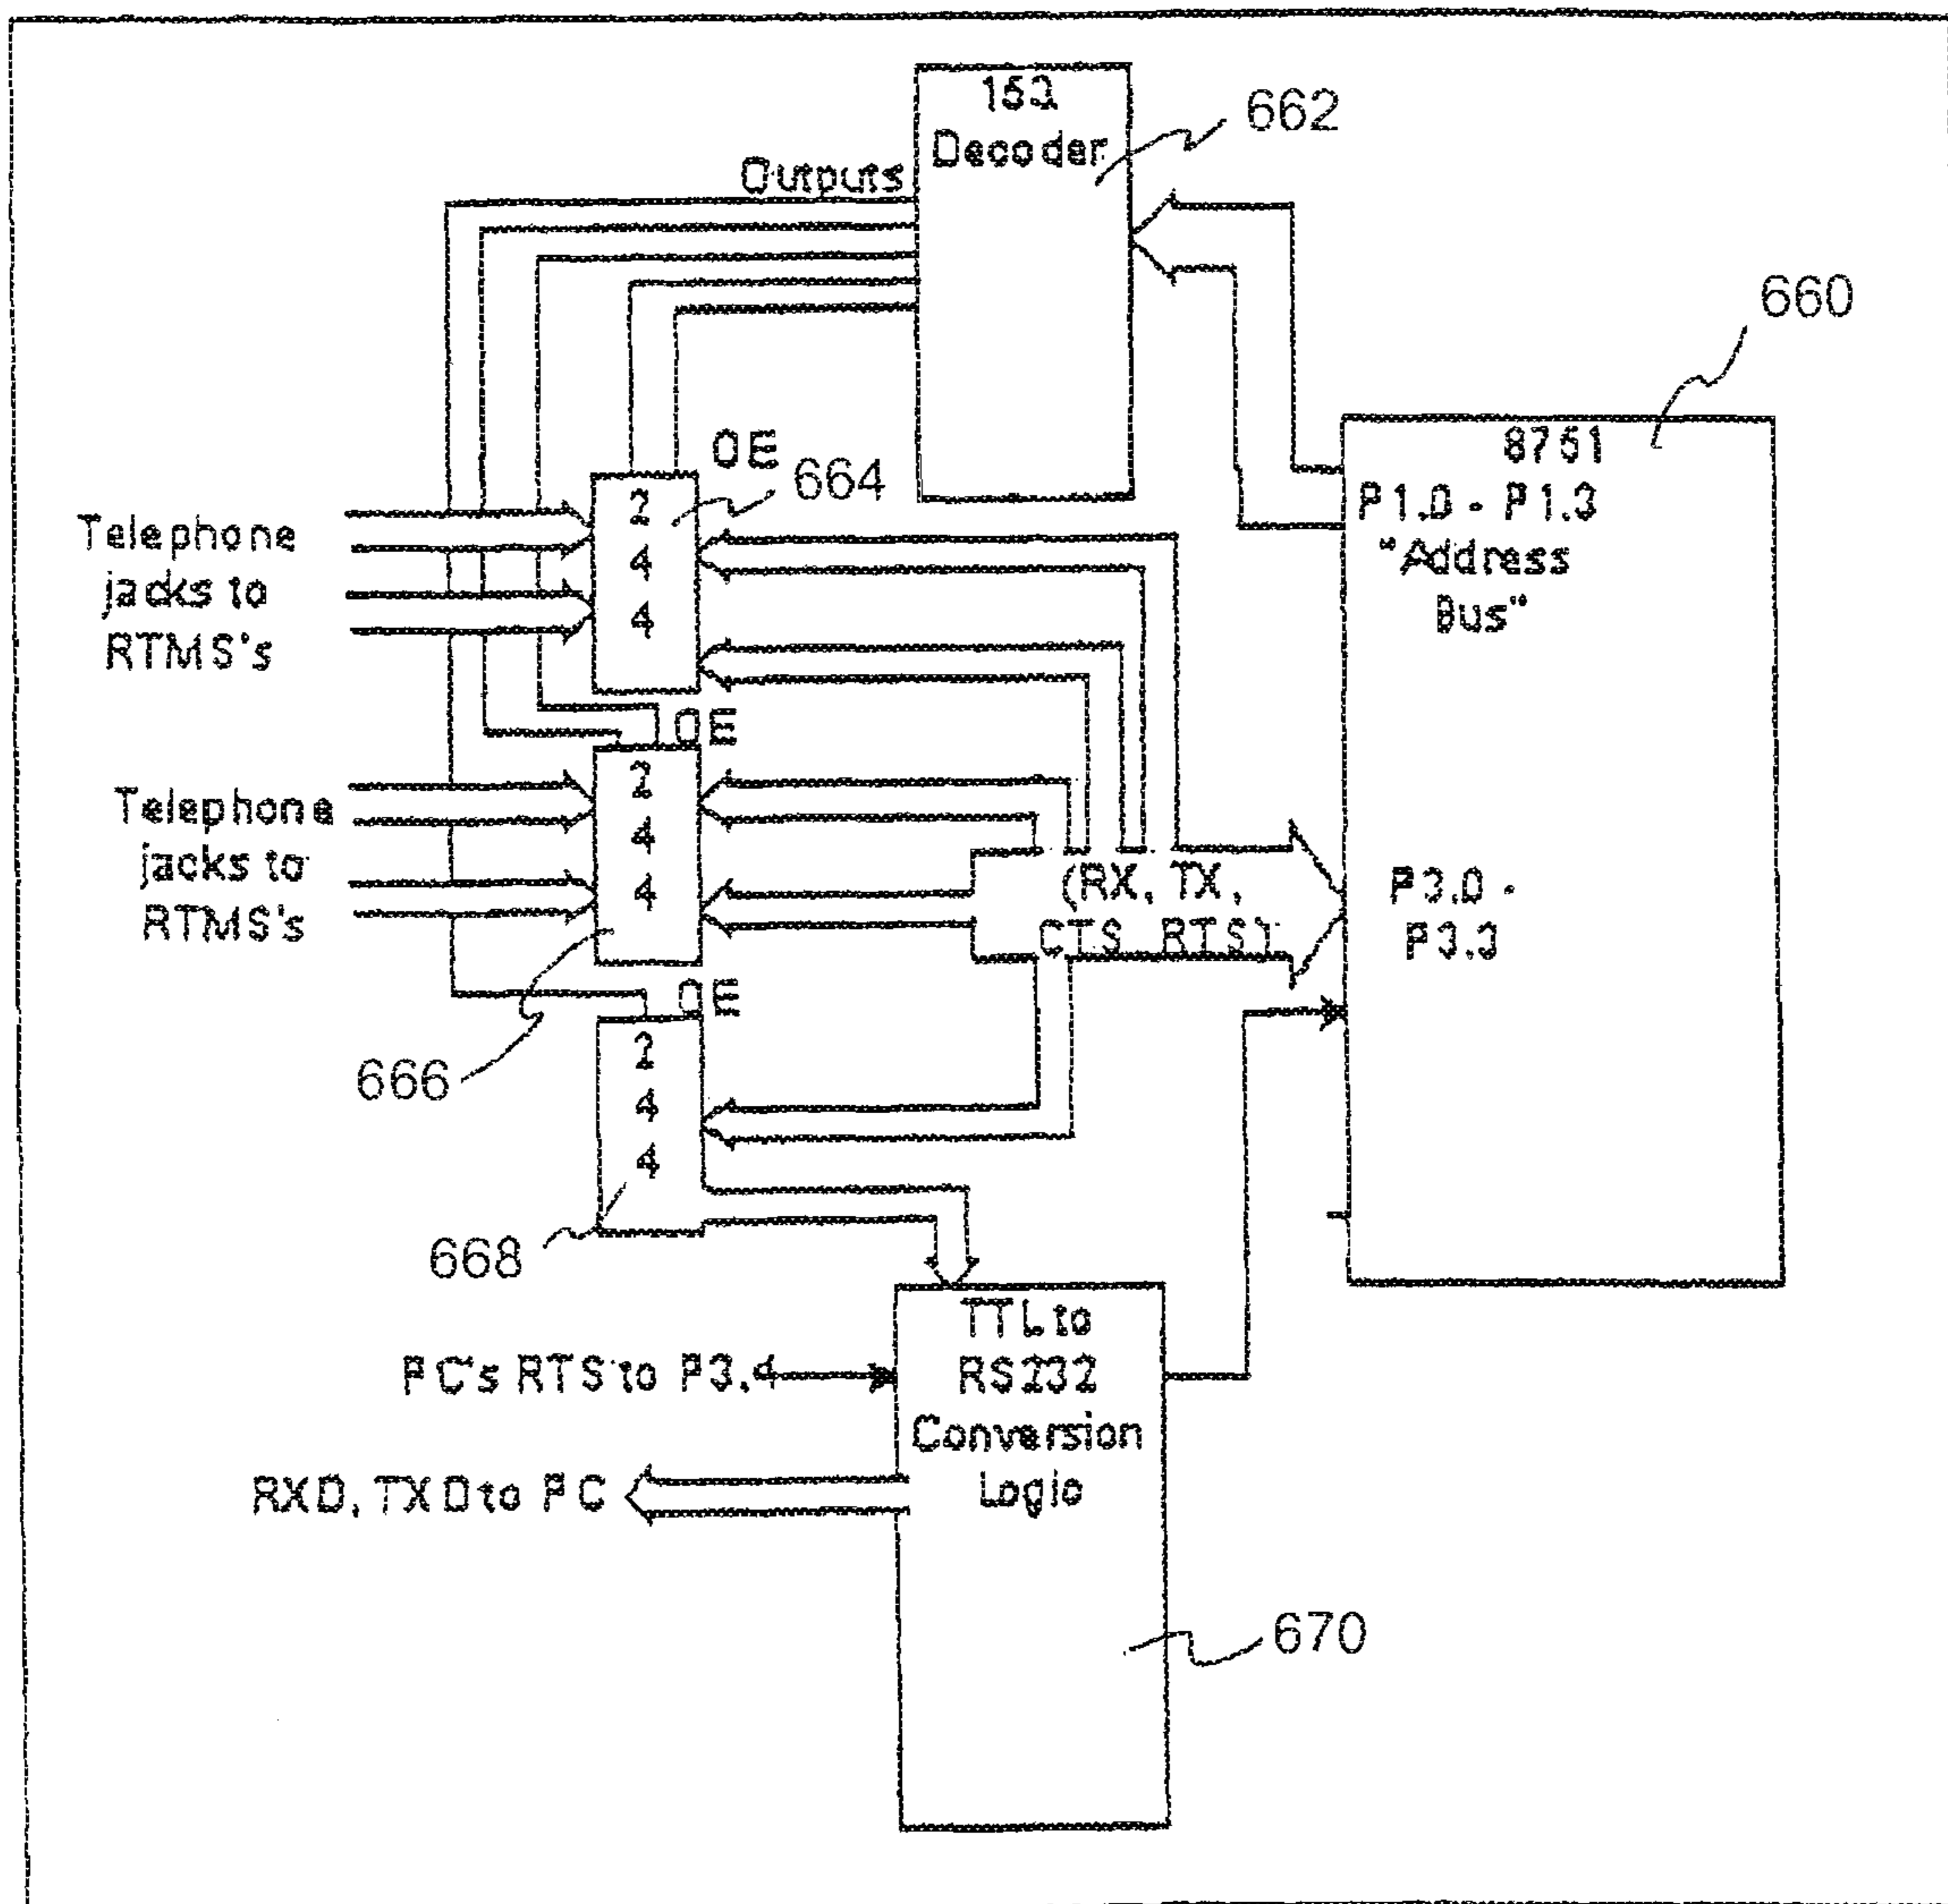 Decoder
662
Outputs
660
8751
P1.0 - P1.3
"Address
Bus"
OE
664
2
4
4
Telephone
jacks to
RTMS's
OE
2
4
4
Telephone
jacks to
RTMS's
(RX, TX,
CTS, RTS)
P3.0 -
P3.3
OE
666
2
4
4
668
TTL to
RS232
Conversion
Logic
PC's RTS to P3.4
RXD, TXD to PC
670